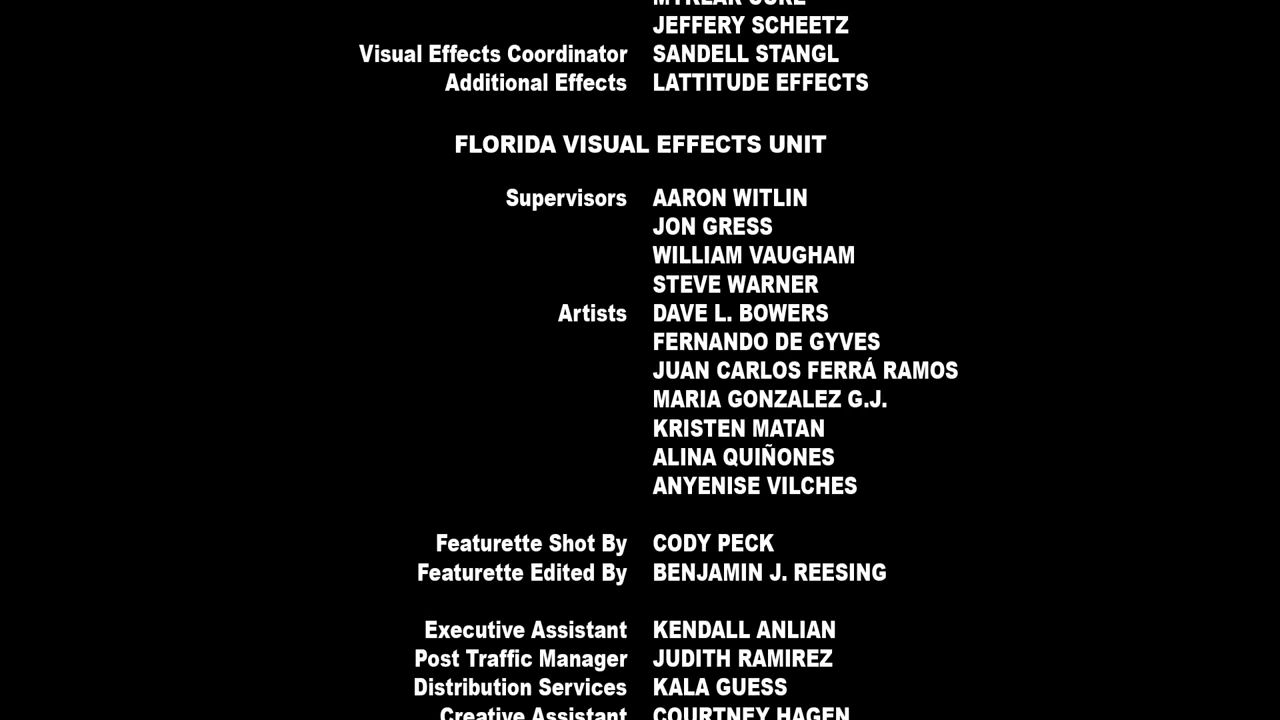 JEFFERY SCHEETZ
Visual Effects Coordinator SANDELL STANGL
Additional Effects LATTITUDE EFFECTS
FLORIDA VISUAL EFFECTS UNIT
Supervisors AARON WITLIN
JON GRESS
WILLIAM VAUGHAM
STEVE WARNER
Artists DAVE L. BOWERS
FERNANDO DE GYVES
JUAN CARLOS FERRÁ RAMOS
MARIA GONZALEZ G.J.
KRISTEN MATAN
ALINA QUIÑONES
ANYENISE VILCHES
Featurette Shot By CODY PECK
Featurette Edited By BENJAMIN J. REESING
Executive Assistant KENDALL ANLIAN
Post Traffic Manager JUDITH RAMIREZ
Distribution Services KALA GUESS
Creative Assistant COURTNEY HAGEN